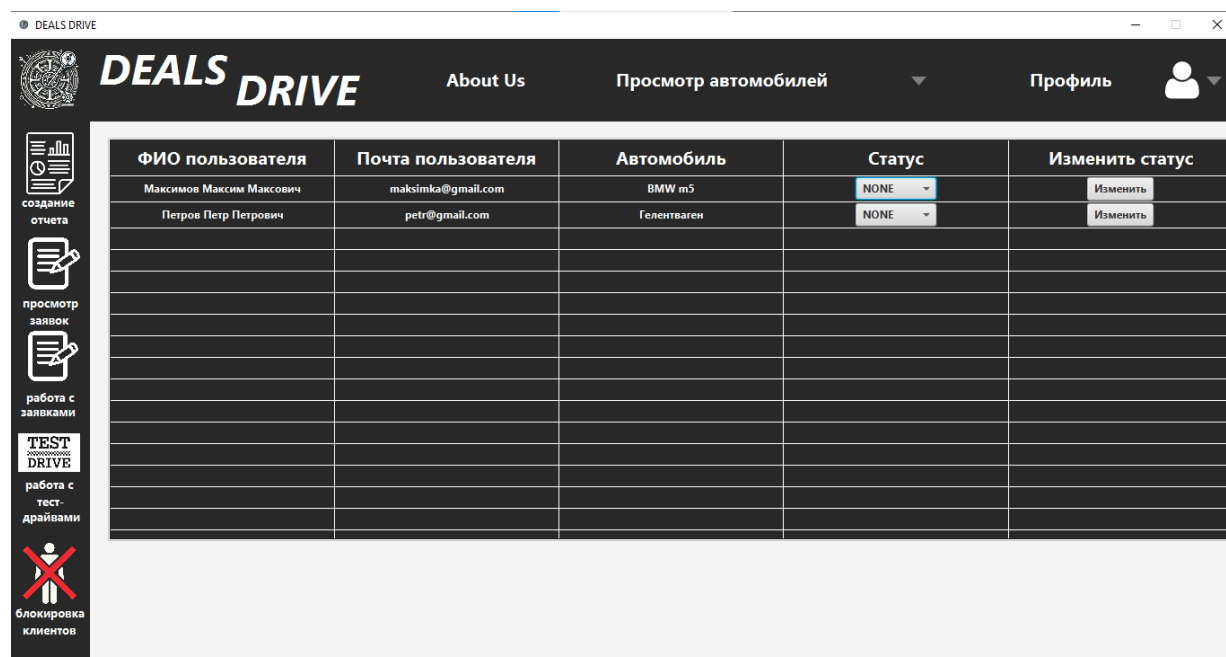 DEALS DRIVE
DEALS DRIVE
About Us
Просмотр автомобилей
Профиль
создание
отчета
просмотр
заявок
работа с
заявками
TEST
DRIVE
работа с
тест-
драйвами
блокировка
клиентов
ФИО пользователя Почта пользователя Автомобиль Статус Изменить статус
Максимов Максим Максович maksimka@gmail.com BMW m5 NONE Изменить
Петров Петр Петрович petr@gmail.com Гелентваген NONE Изменить